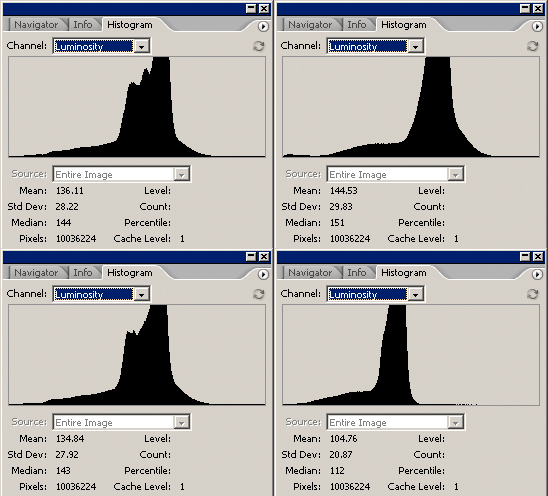 Navigator Info Histogram
Channel: Luminosity
Source: Entire Image
Mean: 136.11 Level:
Std Dev: 28.22 Count:
Median: 144 Percentile:
Pixels: 10036224 Cache Level: 1
Navigator Info Histogram
Channel: Luminosity
Source: Entire Image
Mean: 144.53 Level:
Std Dev: 29.83 Count:
Median: 151 Percentile:
Pixels: 10036224 Cache Level: 1
Navigator Info Histogram
Channel: Luminosity
Source: Entire Image
Mean: 134.84 Level:
Std Dev: 27.92 Count:
Median: 143 Percentile:
Pixels: 10036224 Cache Level: 1
Navigator Info Histogram
Channel: Luminosity
Source: Entire Image
Mean: 104.76 Level:
Std Dev: 20.87 Count:
Median: 112 Percentile:
Pixels: 10036224 Cache Level: 1